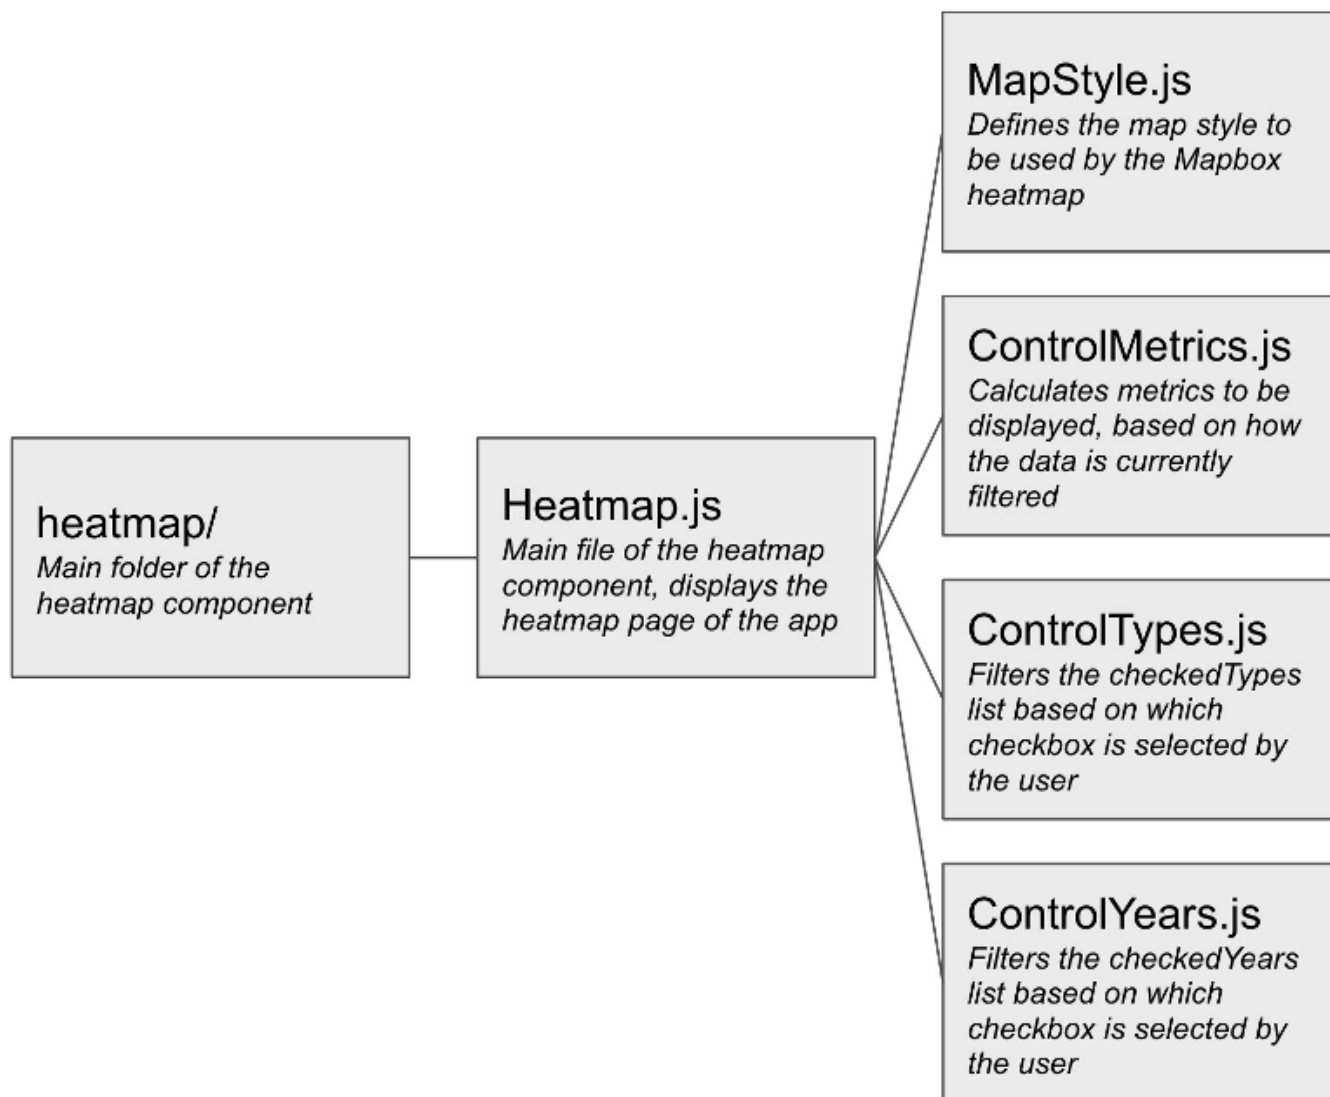 heatmap/
Main folder of the
heatmap component
Heatmap.js
Main file of the heatmap
component, displays the
heatmap page of the app
MapStyle.js
Defines the map style to
be used by the Mapbox
heatmap
ControlMetrics.js
Calculates metrics to be
displayed, based on how
the data is currently
filtered
ControlTypes.js
Filters the checkedTypes
list based on which
checkbox is selected by
the user
ControlYears.js
Filters the checkedYears
list based on which
checkbox is selected by
the user